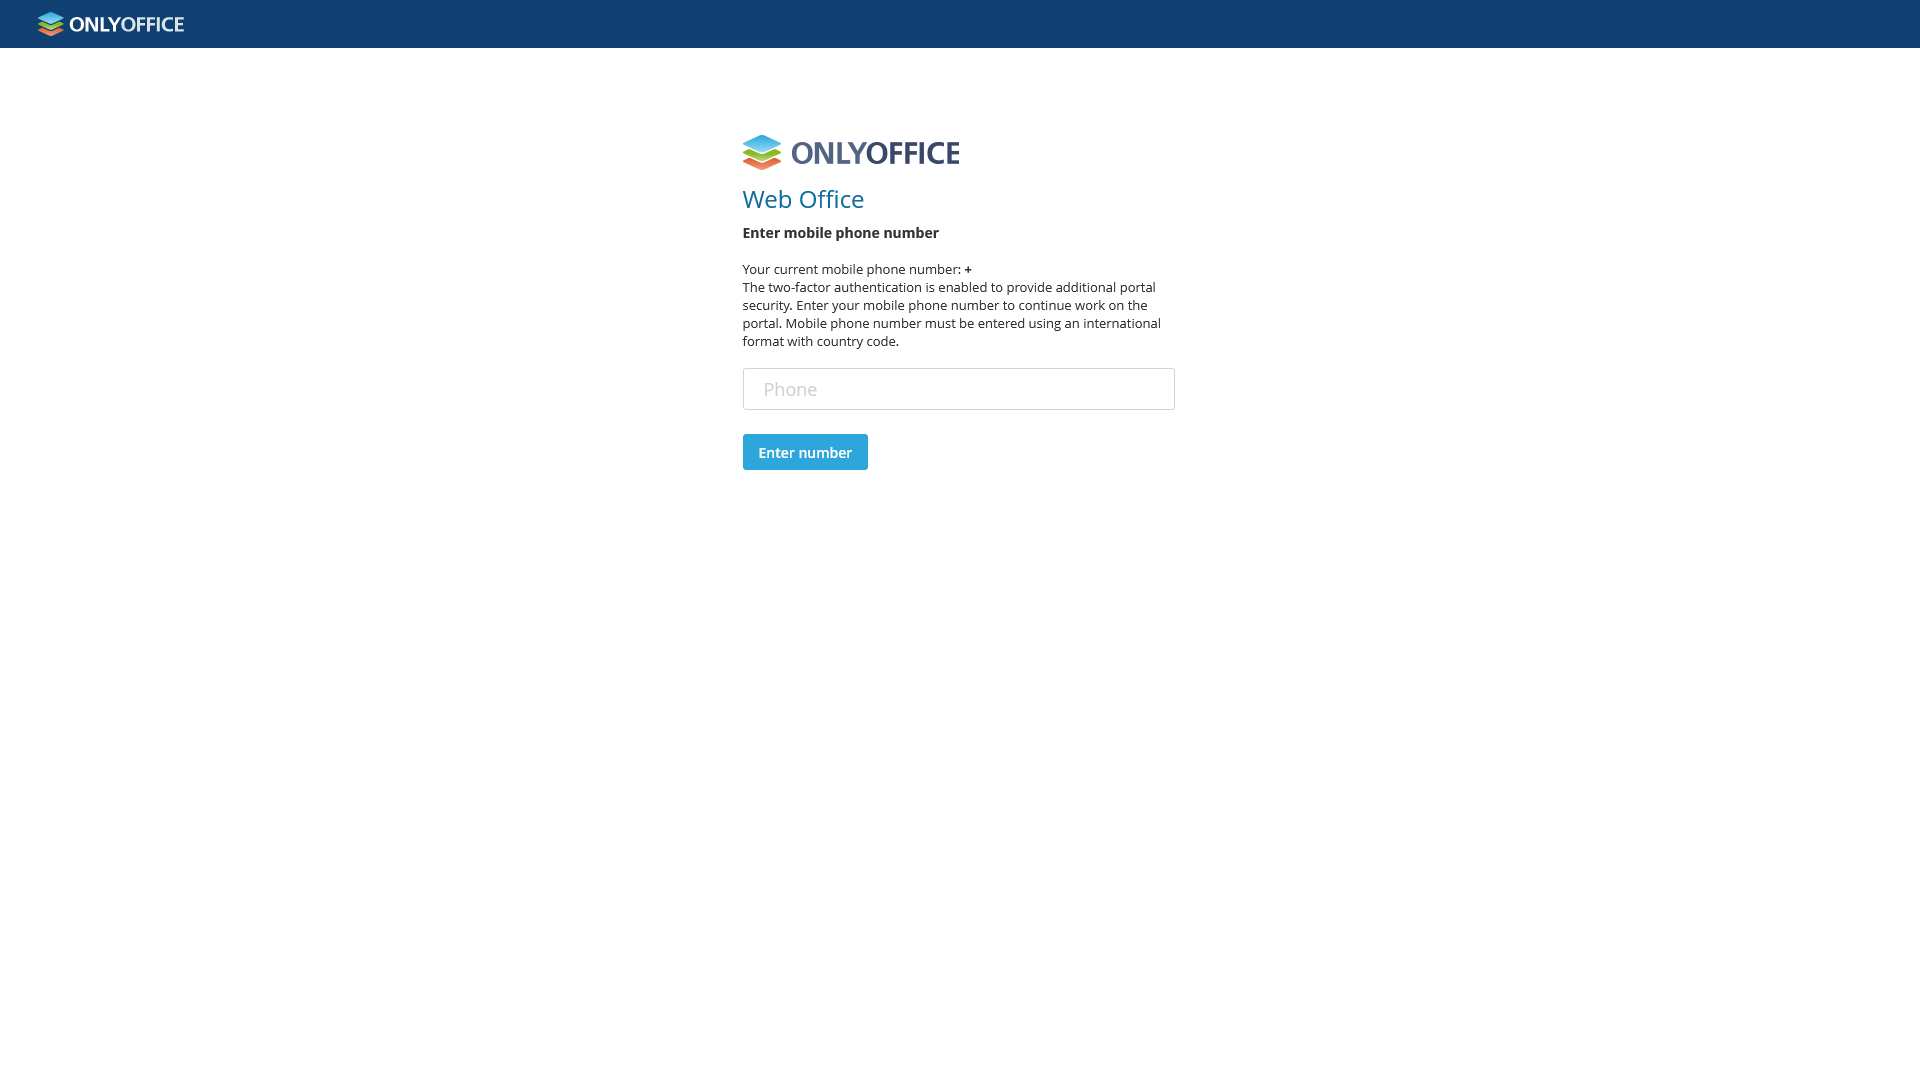 ONLYOFFICE
ONLYOFFICE
Web Office
Enter mobile phone number
Your current mobile phone number: +
The two-factor authentication is enabled to provide additional portal
security. Enter your mobile phone number to continue work on the
portal. Mobile phone number must be entered using an international
format with country code.
Phone
Enter number